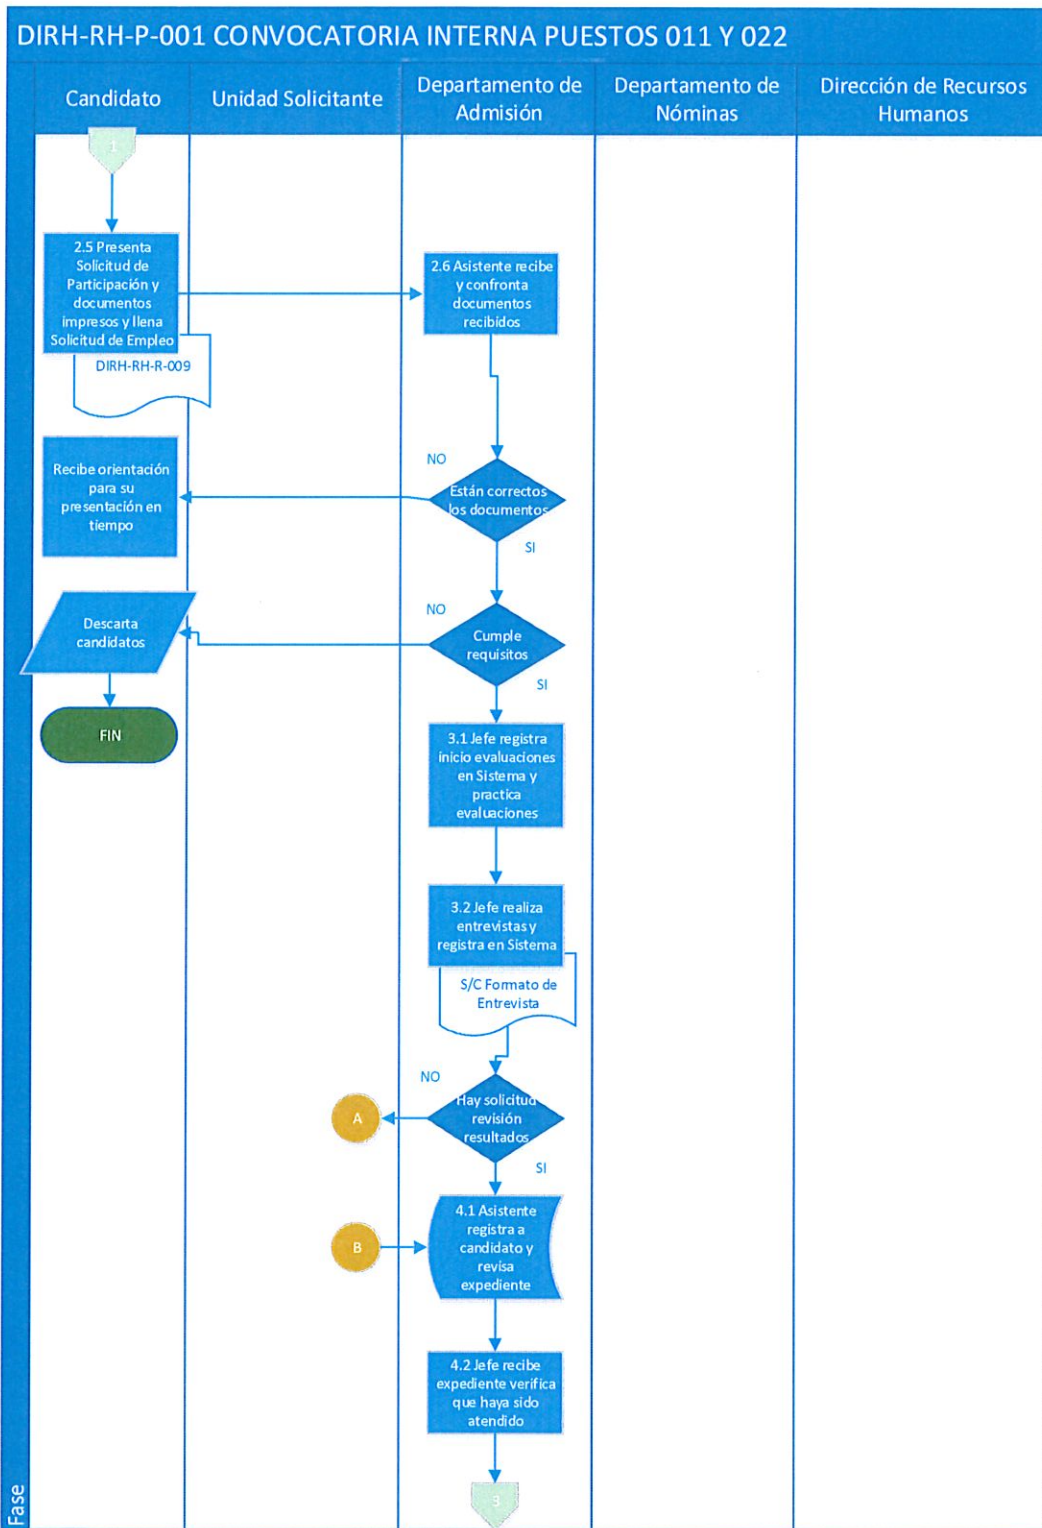 DIRH-RH-P-001 CONVOCATORIA INTERNA PUESTOS 011 Y 022
Candidato
Unidad Solicitante
Departamento de
Admisión
Departamento de
Nóminas
Dirección de Recursos
Humanos
1
2.5 Presenta
Solicitud de
Participación y
documentos
impresos y llena
Solicitud de Empleo
DIRH-RH-R-009
2.6 Asistente recibe
y confronta
documentos
recibidos
NO
Están correctos
los documentos
SI
Recibe orientación
para su
presentación en
tiempo
NO
Cumple
requisitos
SI
Descarta
candidatos
FIN
3.1 Jefe registra
inicio evaluaciones
en Sistema y
practica
evaluaciones
3.2 Jefe realiza
entrevistas y
registra en Sistema
S/C Formato de
Entrevista
NO
Hay solicitud
revisión
resultados
SI
A
4.1 Asistente
registra a
candidato y
revisa
expediente
B
4.2 Jefe recibe
expediente verifica
que haya sido
atendido
3
Fase